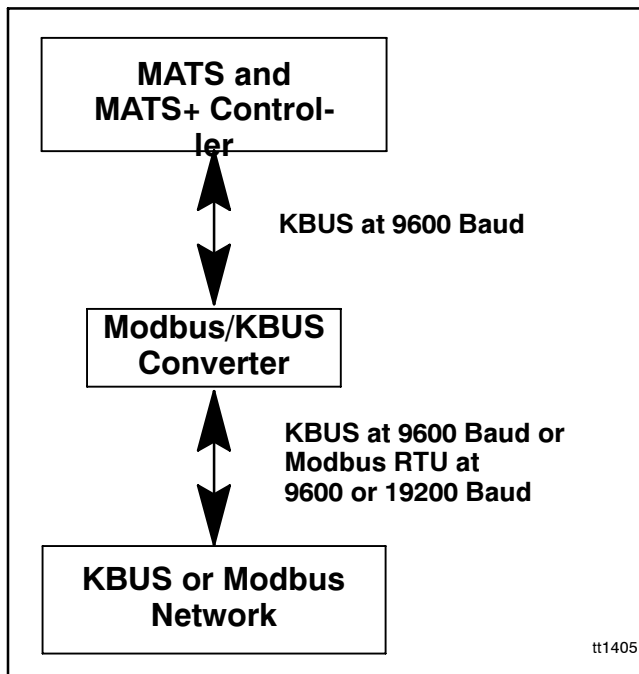 MATS and
MATS+ Control-
ler
KBUS at 9600 Baud
Modbus/KBUS
Converter
KBUS at 9600 Baud or
Modbus RTU at
9600 or 19200 Baud
KBUS or Modbus
Network
tt1405